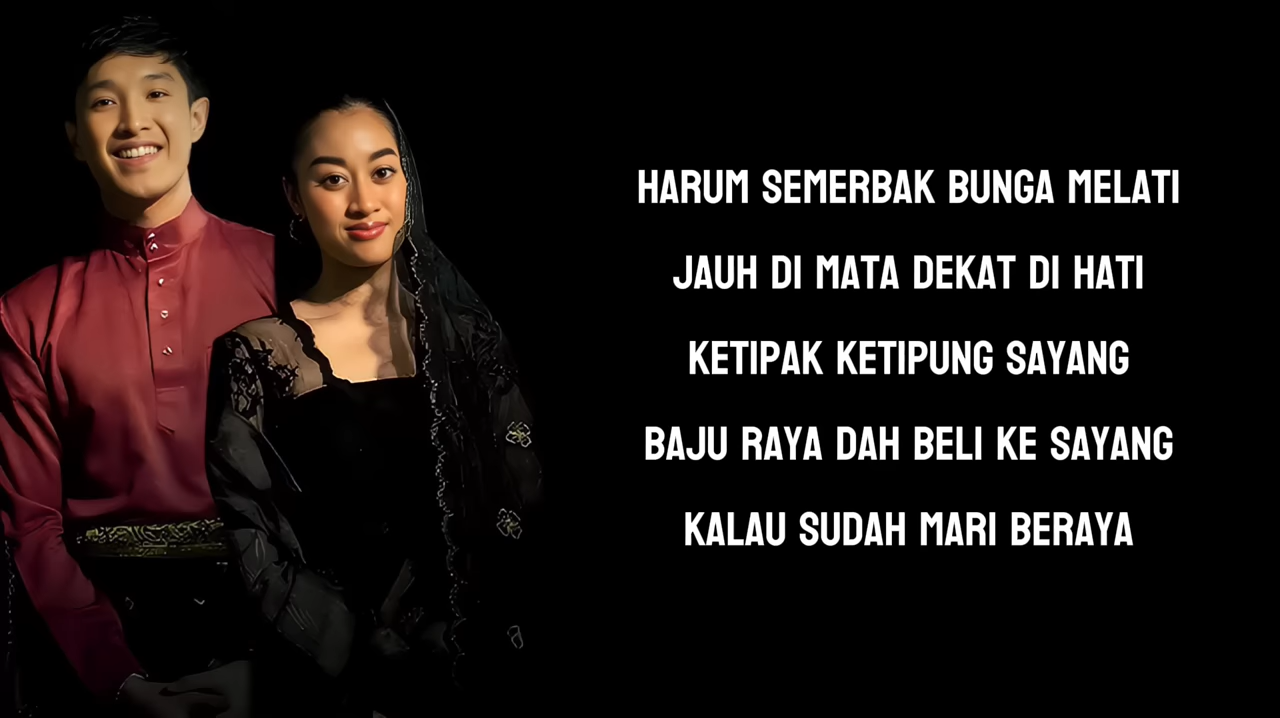 HARUM SEMERBAK BUNGA MELATI
JAUH DI MATA DEKAT DI HATI
KETIPAK KETIPUNG SAYANG
BAJU RAYA DAH BELI KE SAYANG
KALAU SUDAH MARI BERAYA